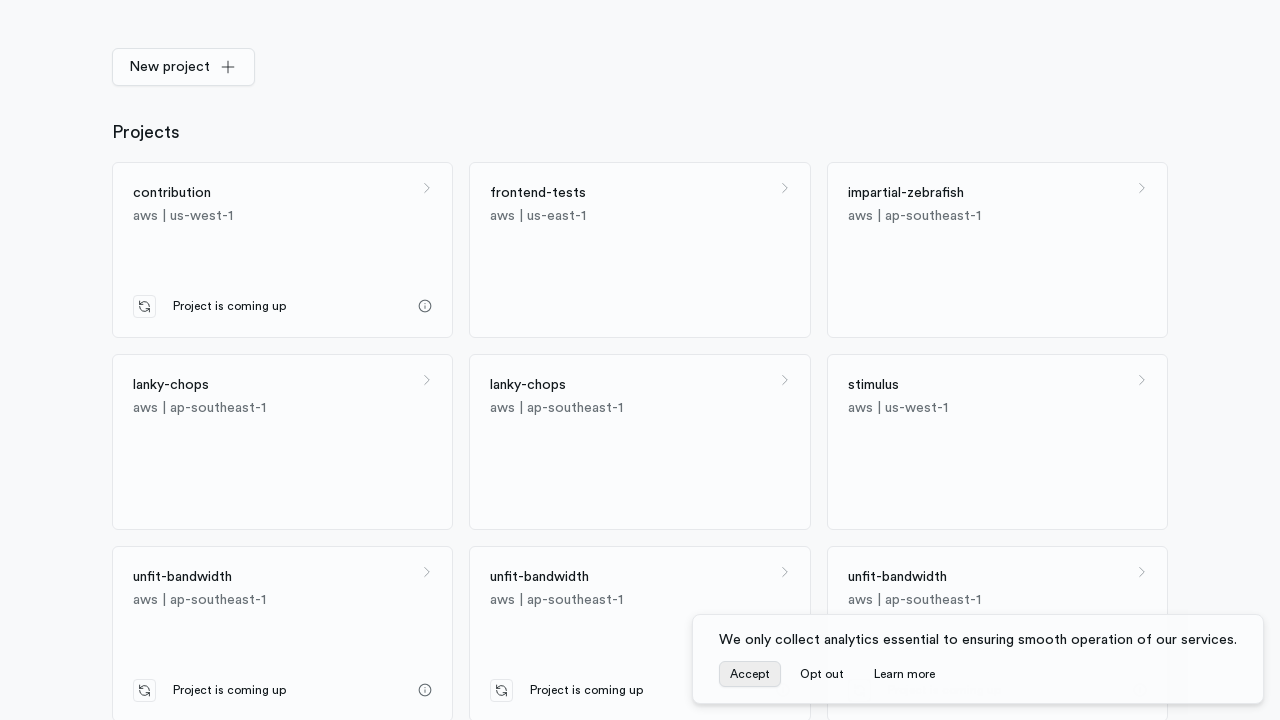 New project
Projects
contribution
aws | us-west-1
Project is coming up
frontend-tests
aws | us-east-1
impartial-zebrafish
aws | ap-southeast-1
lanky-chops
aws | ap-southeast-1
lanky-chops
aws | ap-southeast-1
stimulus
aws | us-west-1
unfit-bandwidth
aws | ap-southeast-1
Project is coming up
unfit-bandwidth
aws | ap-southeast-1
Project is coming up
unfit-bandwidth
aws | ap-southeast-1
We only collect analytics essential to ensuring smooth operation of our services.
Accept Opt out Learn more